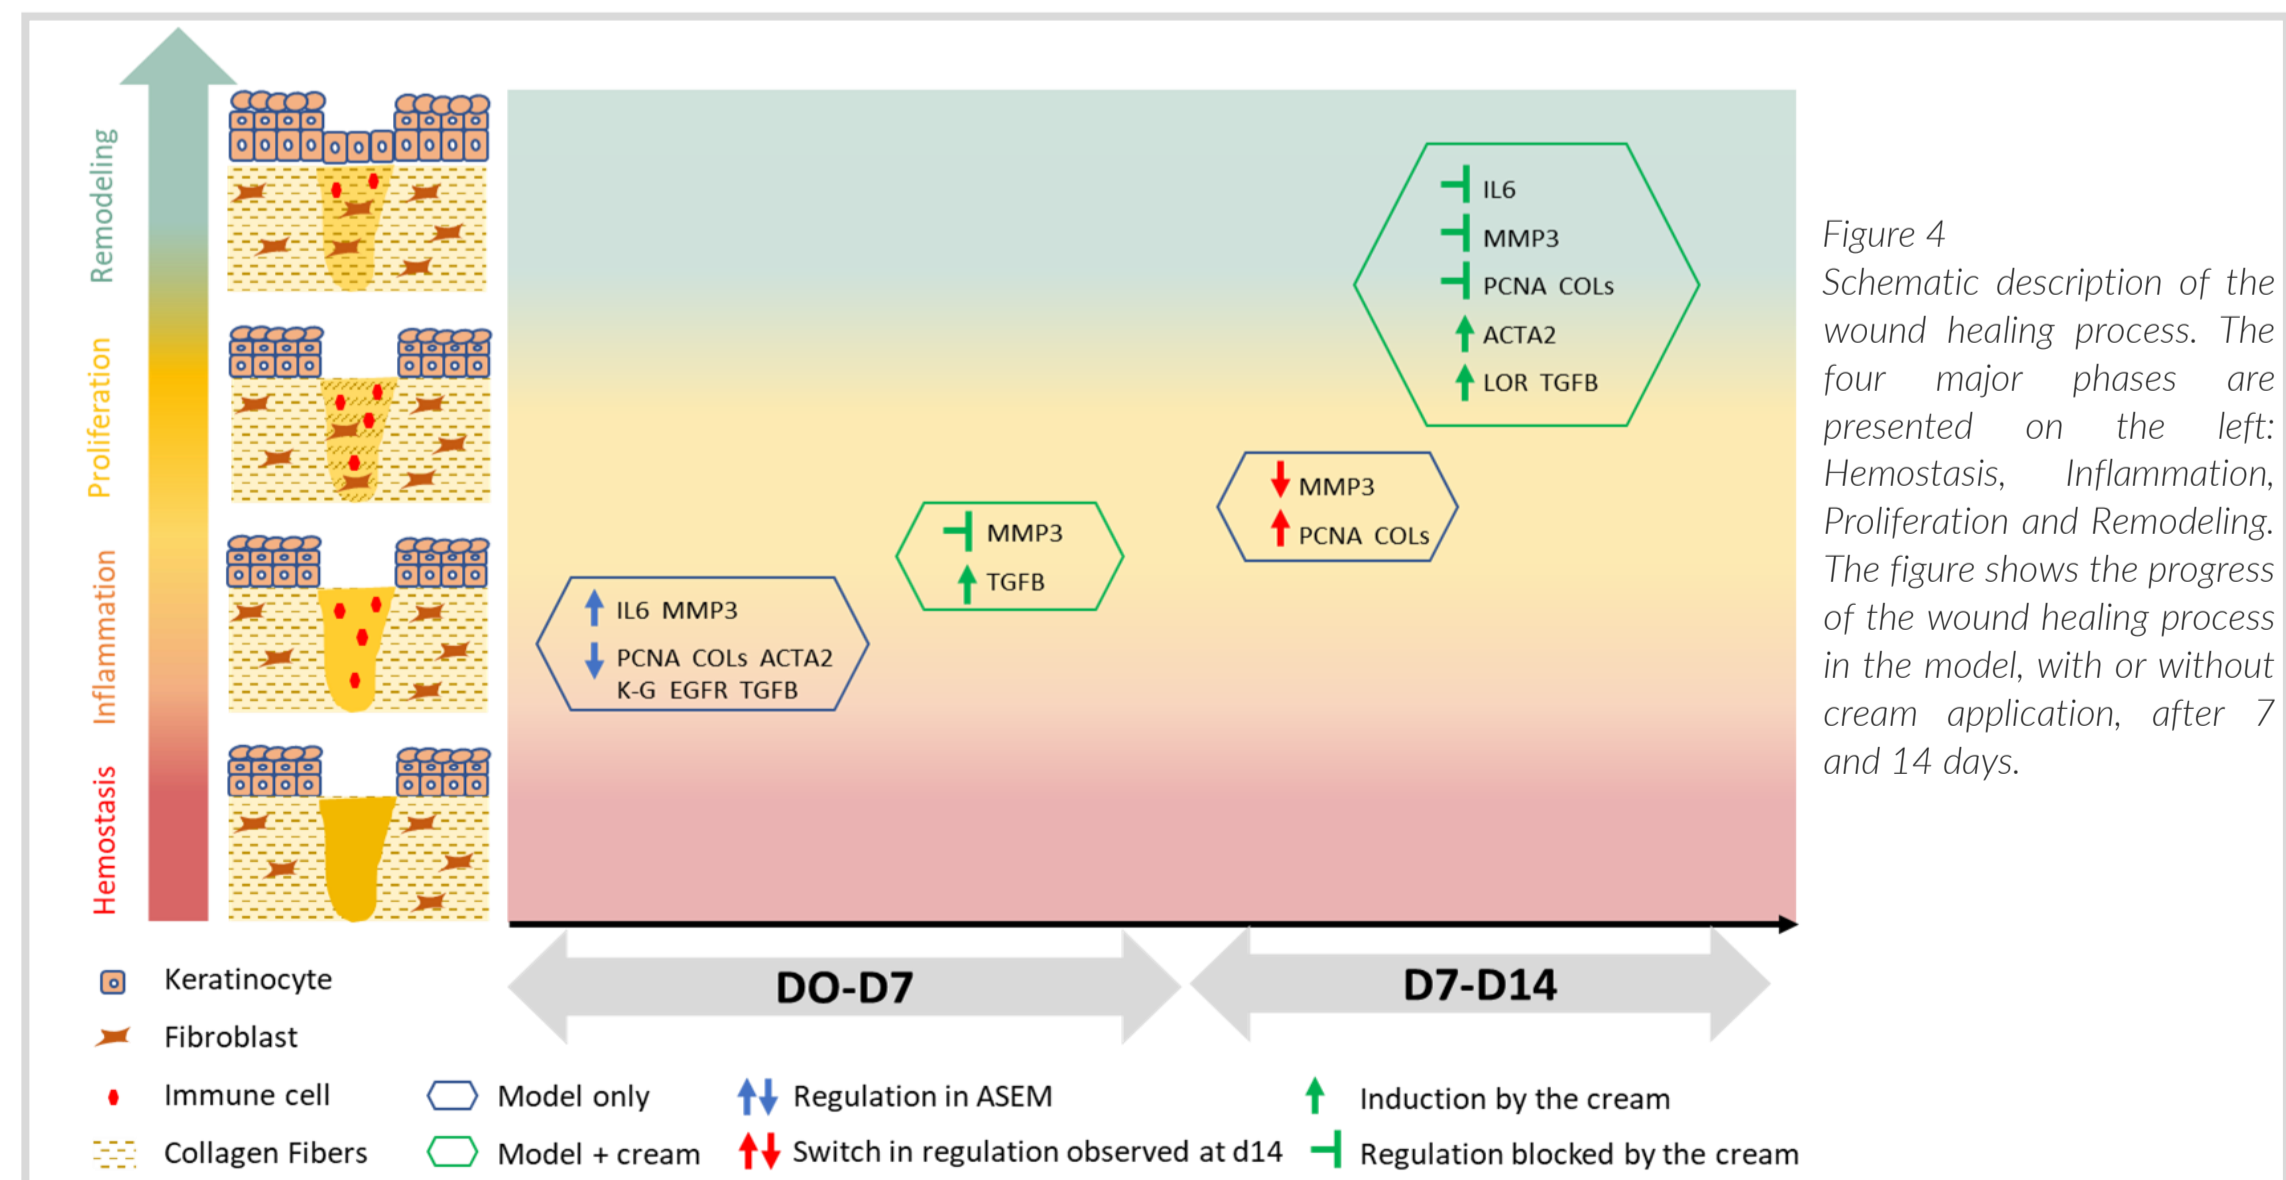 Remodeling
Proliferation
Inflammation
Hemostasis
IL6
MMP3
PCNA COLs
ACTA2
LOR TGFB
MMP3
PCNA COLs
MMP3
TGFB
IL6 MMP3
PCNA COLs ACTA2
K-G EGFR TGFB
DO-D7
D7-D14
Keratinocyte
Fibroblast
Immune cell
Collagen Fibers
Model only
Model + cream
Regulation in ASEM
Switch in regulation observed at d14
Induction by the cream
Regulation blocked by the cream
Figure 4
Schematic description of the
wound healing process. The
four major phases are
presented on the left:
Hemostasis, Inflammation,
Proliferation and Remodeling.
The figure shows the progress
of the wound healing process
in the model, with or without
cream application, after 7
and 14 days.